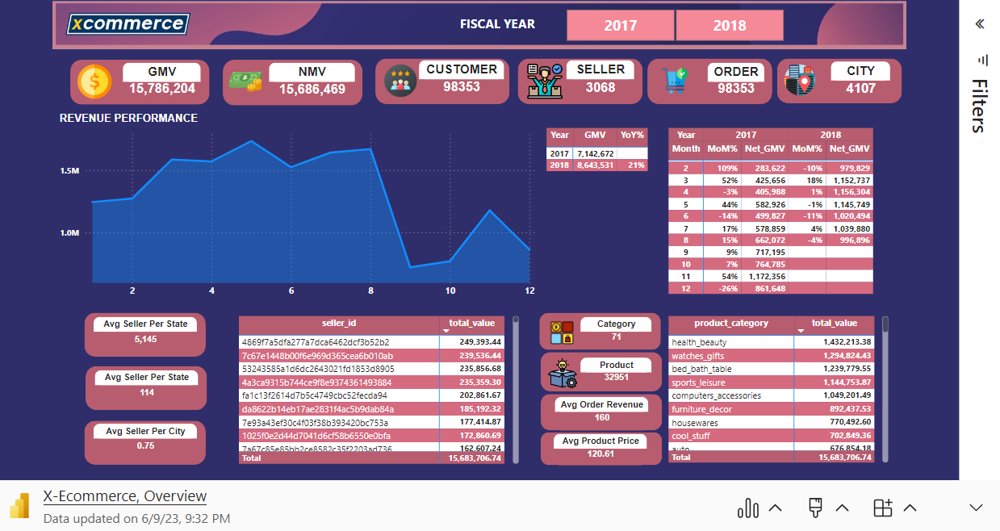 xcommerce
FISCAL YEAR 2017 2018
GMV 15,786,204
NMV 15,686,469
CUSTOMER 98353
SELLER 3068
ORDER 98353
CITY 4107
Filters
REVENUE PERFORMANCE
1.5M
1.0M
2 4 6 8 10 12
Year GMV YoY%
2017 7,142,672
2018 8,643,531 21%
Year 2017 2018
Month MoM% Net_GMV MoM% Net_GMV
2 109% 283,622 -10% 979,829
3 52% 425,656 18% 1,152,737
4 -3% 405,988 1% 1,156,304
5 44% 582,926 -1% 1,145,749
6 -14% 499,827 -11% 1,020,494
7 17% 578,859 4% 1,039,880
8 15% 662,072 -4% 996,896
9 9% 717,195
10 7% 764,785
11 54% 1,172,356
12 -26% 861,648
Avg Seller Per State
5,145
Avg Seller Per State
114
Avg Seller Per City
0.75
seller_id total_value
4869f7a5dfa277a7dca6462dcf3b52b2 249,393.44
7c67e1448b00f6e969d365cea6b010ab 239,536.44
53243585a1d6dc2643021fd1853d8905 235,856.68
4a3ca9315b744ce9f8e9374361493884 235,359.30
fa1c13f2614d7b5c4749cbc52fecda94 202,861.67
da8622b14eb17ae2831f4ac5b9dab84a 185,192.32
7e93a43ef30c4f03f38b393420bc753a 177,414.87
1025f0e2d44d7041d6cf58b6550e0bfa 172,860.69
7a67c85e85bb2ce8582c35f2203ad736 162,607.24
Total 15,683,706.74
Category
71
Product
32951
Avg Order Revenue
160
Avg Product Price
120.61
product_category total_value
health_beauty 1,432,213.38
watches_gifts 1,294,824.43
bed_bath_table 1,239,779.55
sports_leisure 1,144,753.87
computers_accessories 1,049,201.49
furniture_decor 892,437.53
housewares 770,492.60
cool_stuff 702,849.36
auto 676,854.18
Total 15,683,706.74
X-Ecommerce, Overview
Data updated on 6/9/23, 9:32 PM